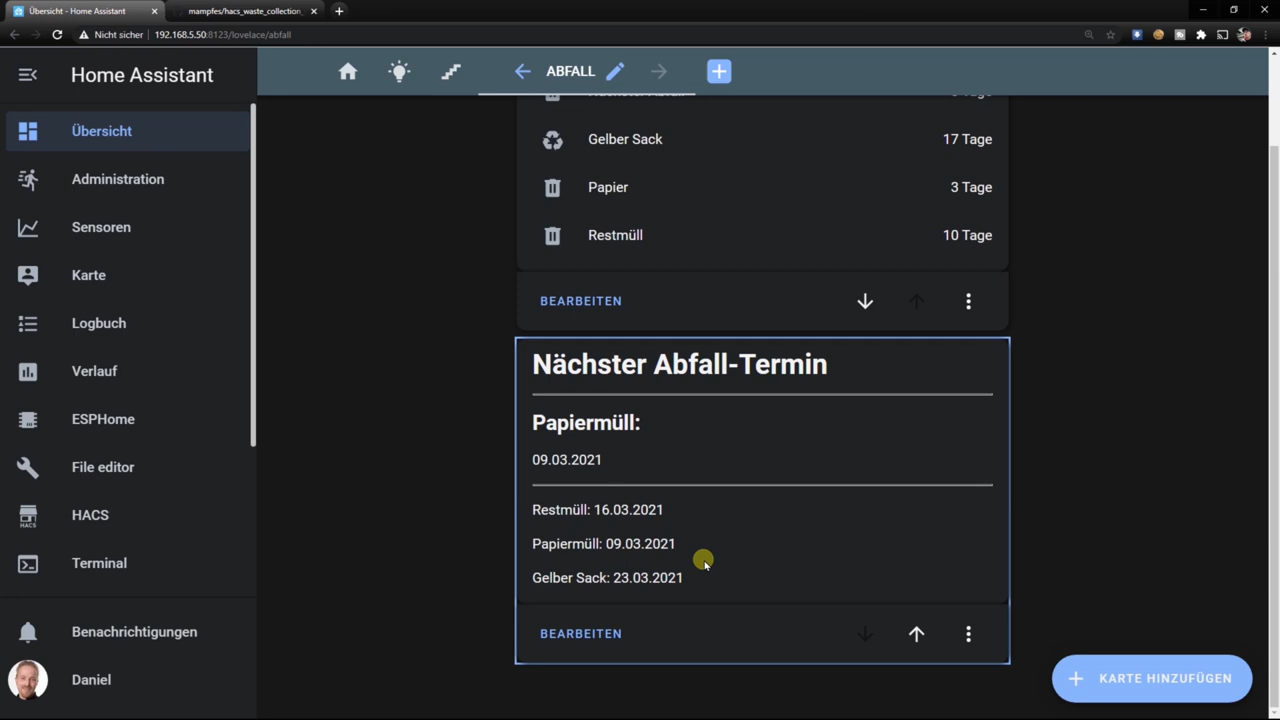 Übersicht - Home Assistant
mampfes/hacs_waste_collection_
Nicht sicher 192.168.5.50:8123/lovelace/abfall
Home Assistant
ABFALL
Übersicht
Administration
Sensoren
Karte
Logbuch
Verlauf
ESPHome
File editor
HACS
HACS
Terminal
Benachrichtigungen
Daniel
Gelber Sack 17 Tage
Papier 3 Tage
Restmüll 10 Tage
BEARBEITEN
Nächster Abfall-Termin
Papiermüll:
09.03.2021
Restmüll: 16.03.2021
Papiermüll: 09.03.2021
Gelber Sack: 23.03.2021
BEARBEITEN
KARTE HINZUFÜGEN